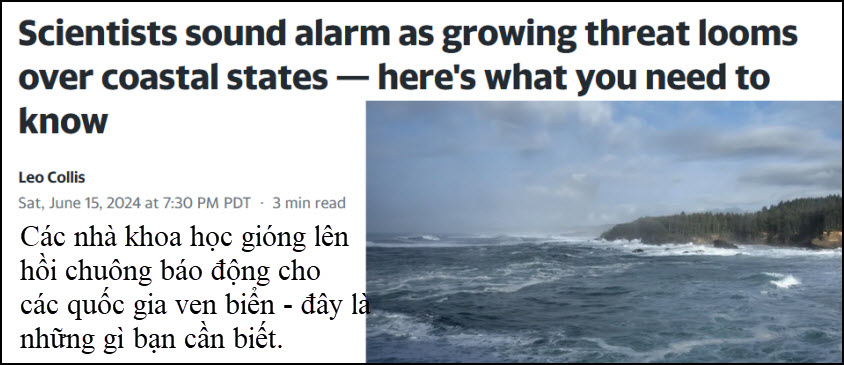 Scientists sound alarm as growing threat looms
over coastal states — here's what you need to
know
Leo Collis
Sat, June 15, 2024 at 7:30 PM PDT · 3 min read
Các nhà khoa học gióng lên
hồi chuông báo động cho
các quốc gia ven biển - đây là
những gì bạn cần biết.